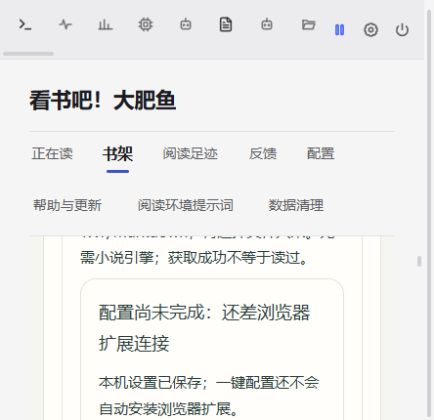 看书吧！大肥鱼
正在读 书架 阅读足迹 反馈 配置
帮助与更新 阅读环境提示词 数据清理
需小说引擎；获取成功不等于读过。
配置尚未完成：还差浏览器
扩展连接
本机设置已保存；一键配置还不会
自动安装浏览器扩展。